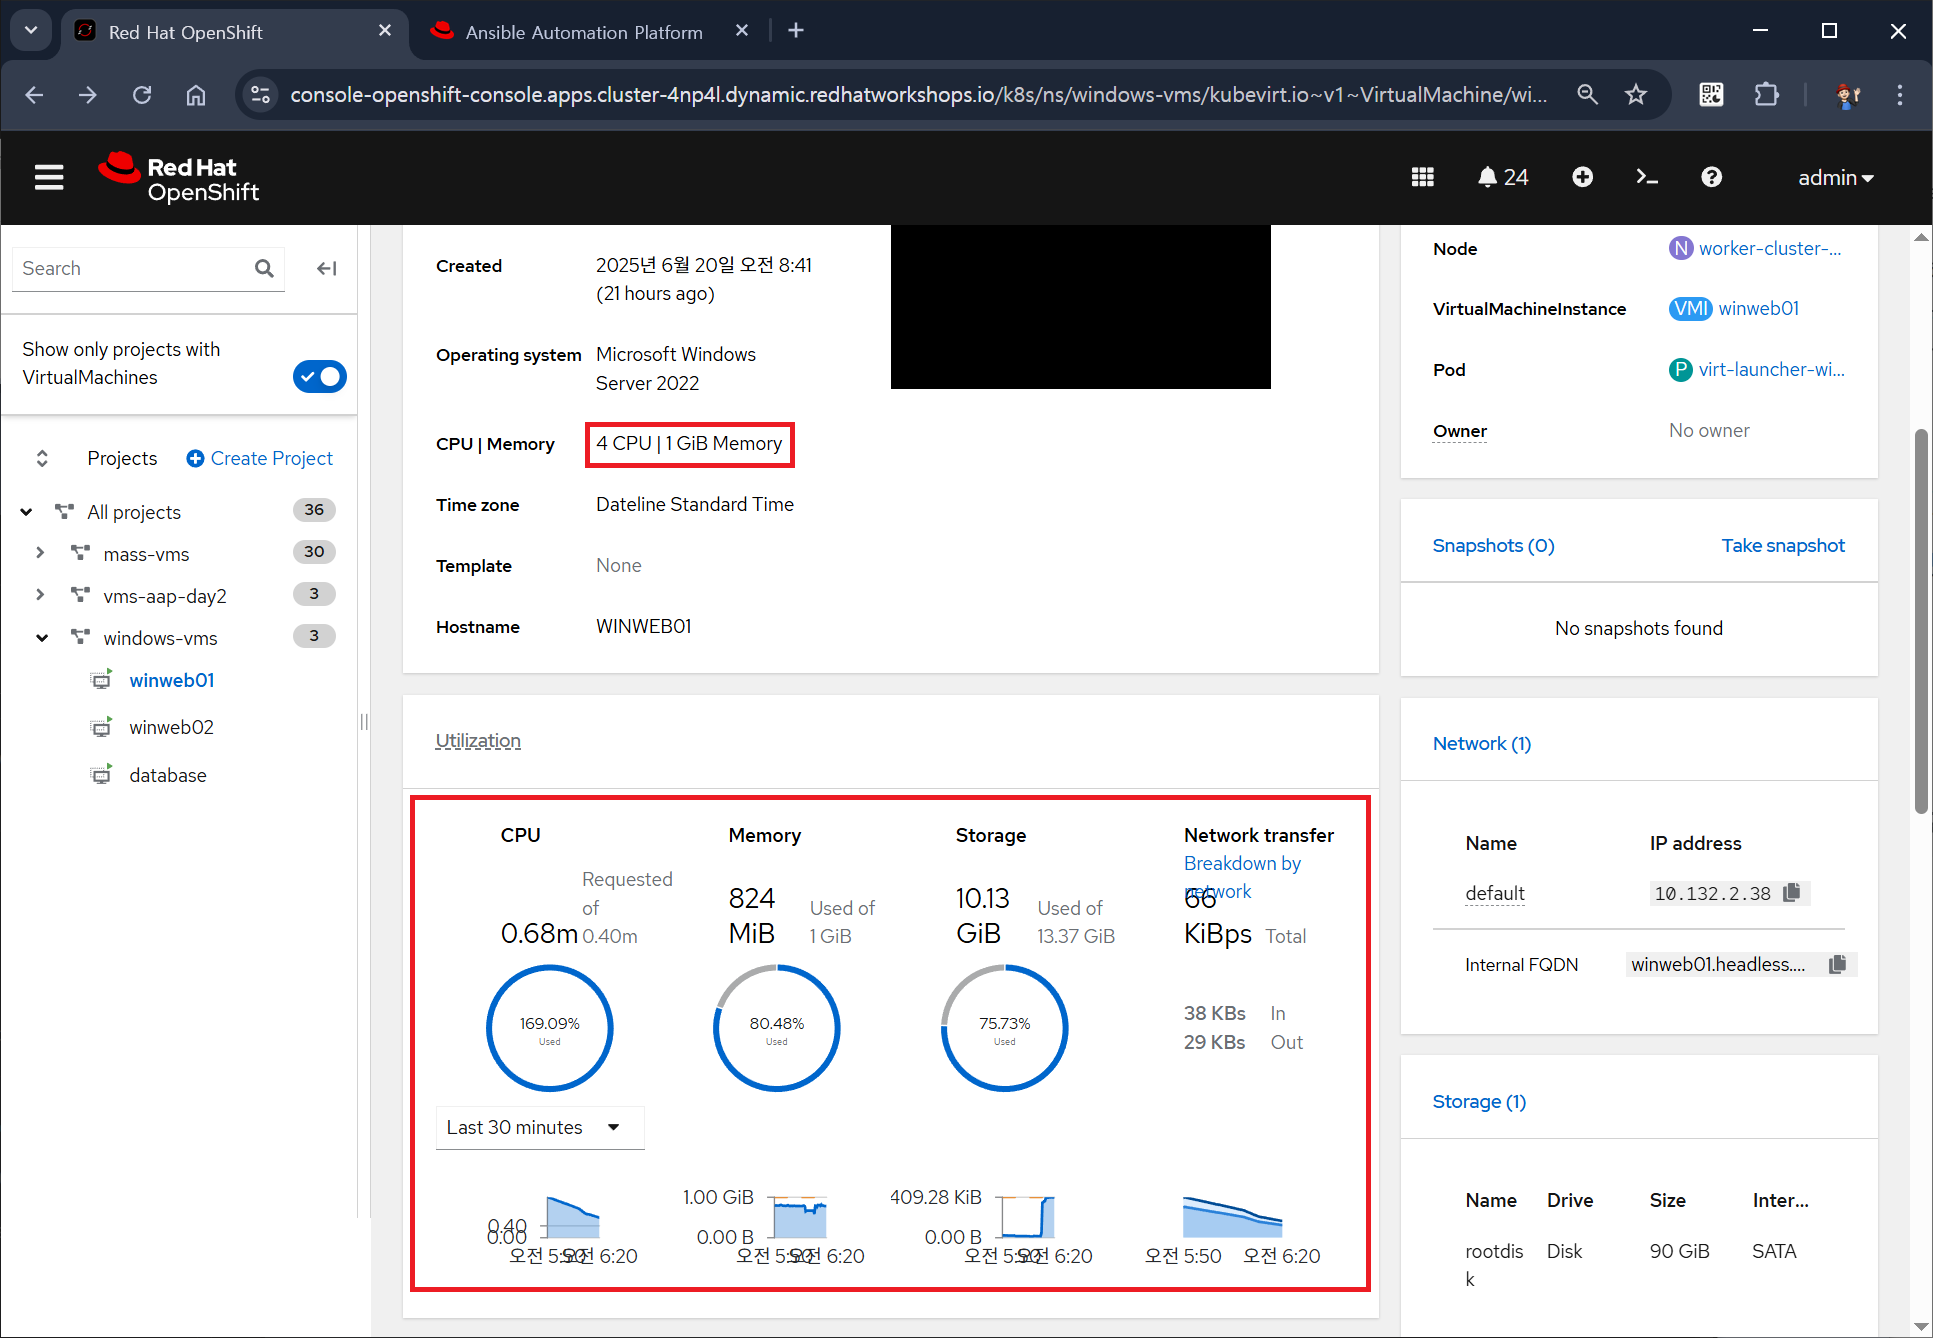 Red Hat OpenShift
Ansible Automation Platform
console-openshift-console.apps.cluster-4np4l.dynamic.redhatworkshops.io/k8s/ns/windows-vms/kubevirt.io~v1~VirtualMachine/wi...
Red Hat
OpenShift
24
admin
Search
Show only projects with
VirtualMachines
Projects
Create Project
All projects
36
mass-vms
30
vms-aap-day2
3
windows-vms
3
winweb01
winweb02
database
Created
2025년 6월 20일 오전 8:41
(21 hours ago)
Operating system
Microsoft Windows
Server 2022
CPU | Memory
4 CPU | 1 GiB Memory
Time zone
Dateline Standard Time
Template
None
Hostname
WINWEB01
Utilization
CPU
Requested
of
0.68m
0.40m
169.09%
Used
Memory
824
MiB
Used of
1 GiB
80.48%
Used
Storage
10.13
GiB
Used of
13.37 GiB
75.73%
Used
Network transfer
Breakdown by
network
66
KiBps
Total
38 KBs In
29 KBs Out
Last 30 minutes
0.40
0.00
오전 5:50
오전 6:20
1.00 GiB
0.00 B
오전 5:50
오전 6:20
409.28 KiB
0.00 B
오전 5:50
오전 6:20
오전 5:50
오전 6:20
Node
N worker-cluster-...
VirtualMachineInstance
VMI winweb01
Pod
P virt-launcher-wi...
Owner
No owner
Snapshots (0)
Take snapshot
No snapshots found
Network (1)
Name
IP address
default
10.132.2.38
Internal FQDN
winweb01.headless....
Storage (1)
Name Drive Size Inter...
rootdis Disk 90 GiB SATA
k